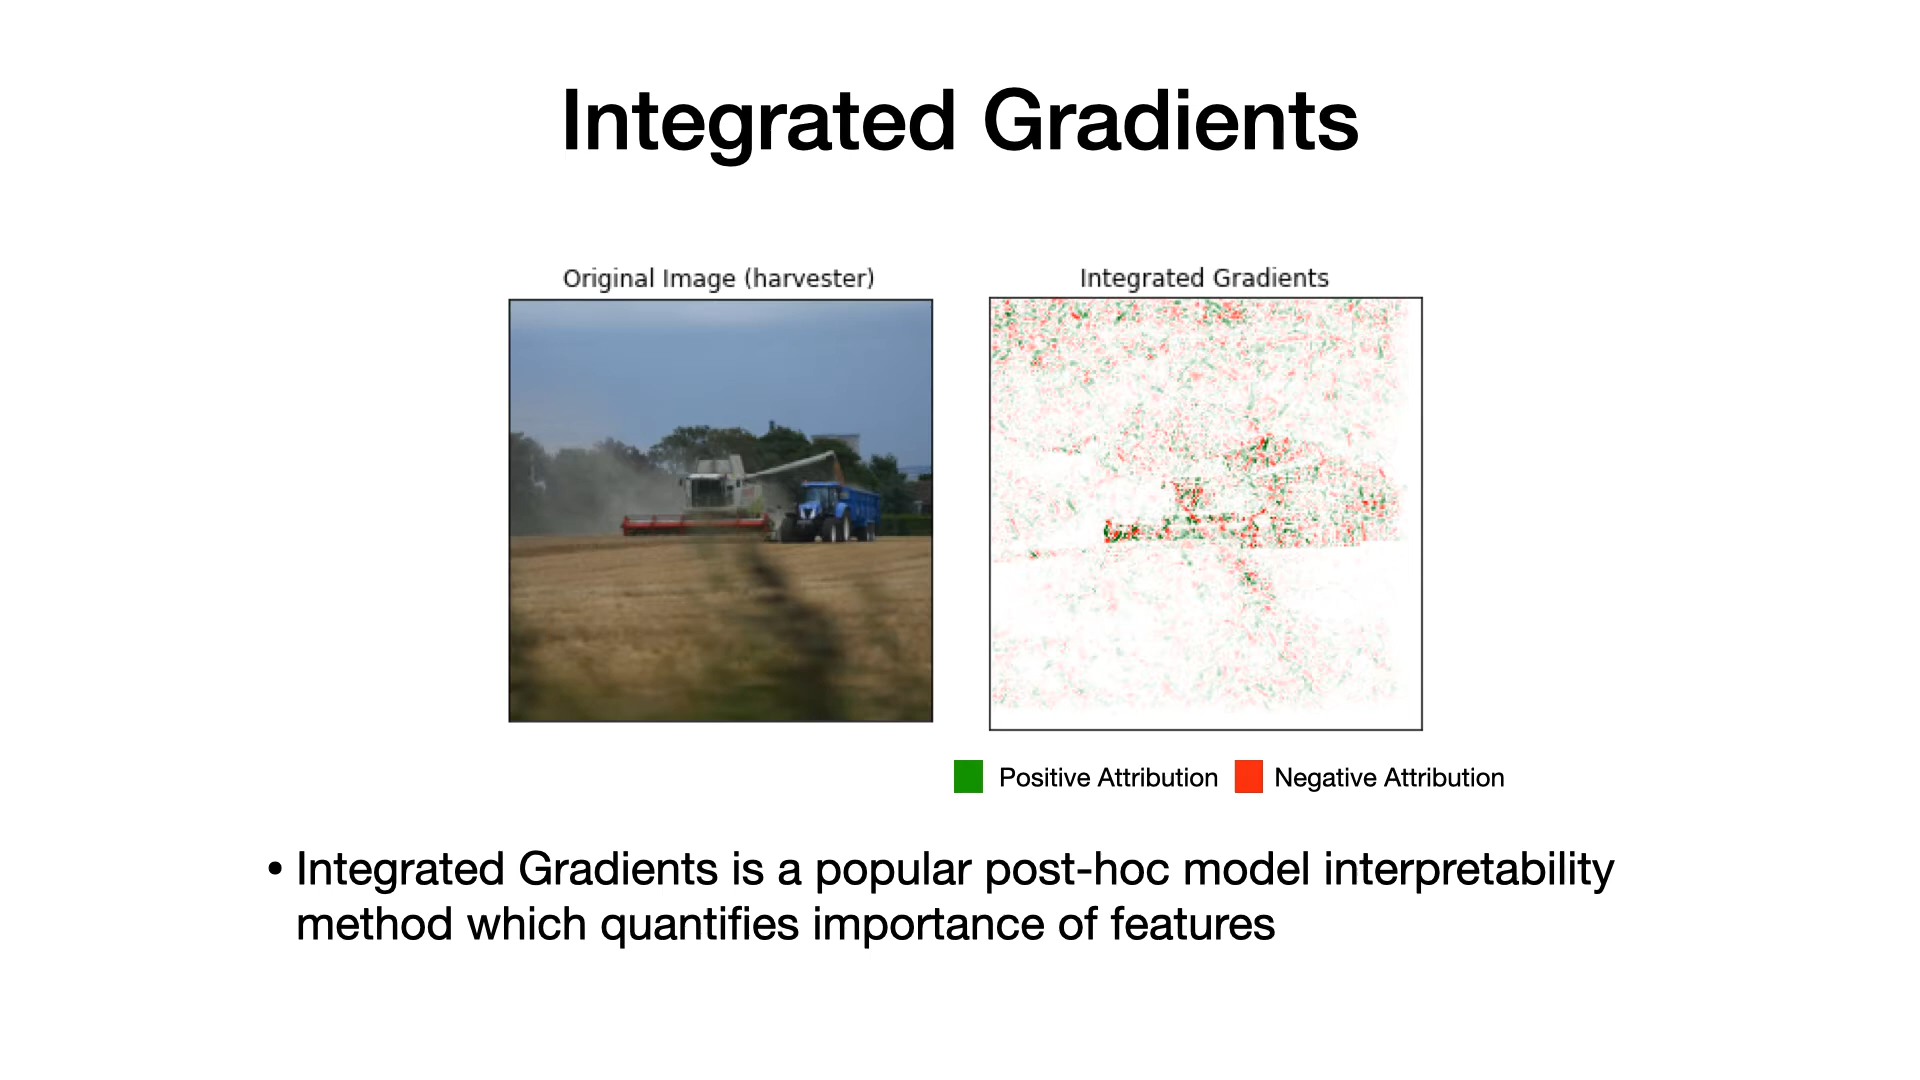 Integrated Gradients
Original Image (harvester)
Integrated Gradients
Positive Attribution
Negative Attribution
• Integrated Gradients is a popular post-hoc model interpretability
method which quantifies importance of features